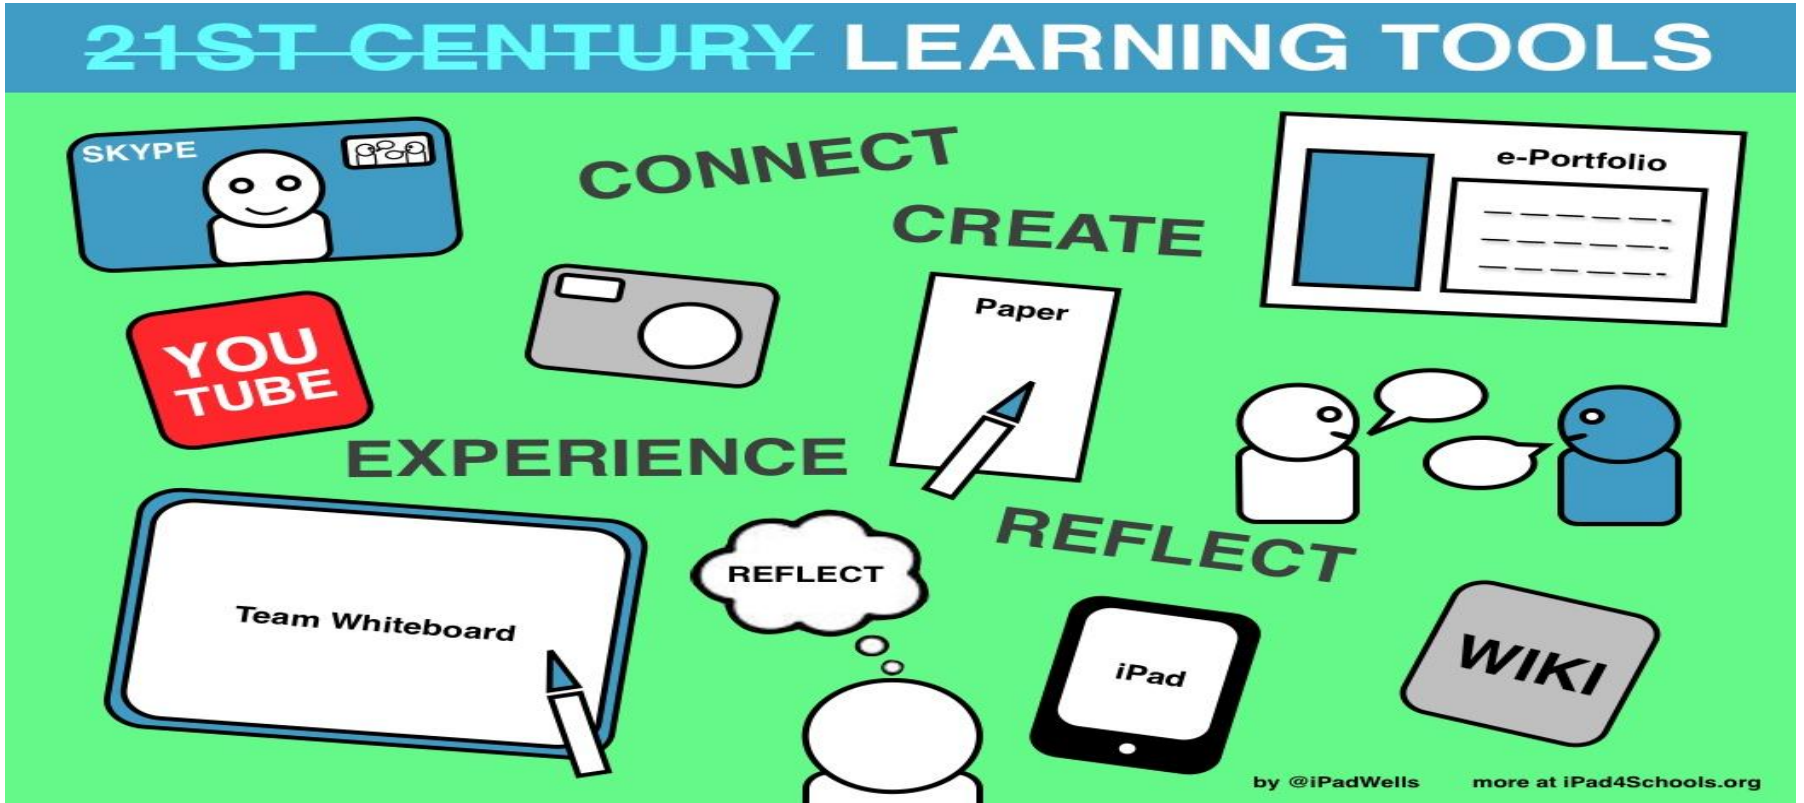 21ST CENTURY LEARNING TOOLS
SKYPE
CONNECT
CREATE
e-Portfolio
YOU
TUBE
Paper
EXPERIENCE
REFLECT
Team Whiteboard
REFLECT
iPad
WIKI
by @iPadWells
more at iPad4Schools.org